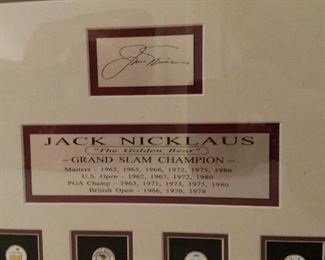 JACK NICKLAUS
"The Golden Bear"
~ GRAND SLAM CHAMPION ~
Masters - 1963, 1965, 1966, 1972, 1975, 1986
U.S. Open - 1962, 1967, 1972, 1980
PGA Champ - 1963, 1971, 1973, 1975, 1980
British Open - 1966, 1970, 1978